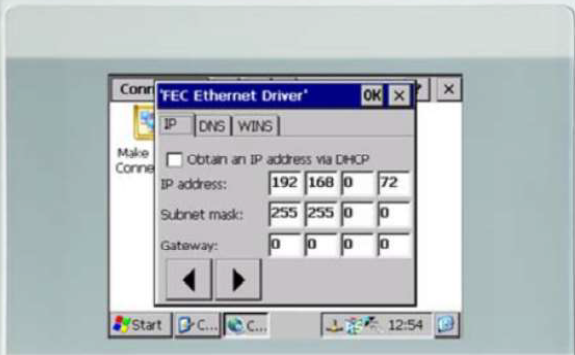 Conn
'FEC Ethernet Driver' OK ×
? ×
IP DNS WINS
Make
Conne
Obtain an IP address via DHCP
IP address: 192 168 0 72
Subnet mask: 255 255 0 0
Gateway: 0 0 0 0
Start C... C... 12:54